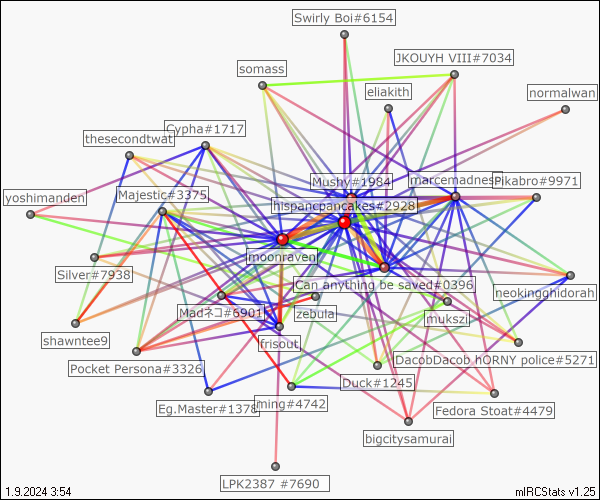 Swirly Boi#6154
JKOUYH VIII#7034
somass
eliakith
normalwan
Cypha#1717
thesecondtwat
Mushy#1984
marcemadness
Pikabro#9971
yoshimanden
Majestic#3375
hispancpancakes#2928
moonraven
Silver#7938
Can anything be saved#0396
neokingghidorah
Madネコ#6901
zebula
mukszi
shawntee9
frisout
DacobDacob HORNY police#5271
Pocket Persona#3326
Duck#1245
Eg.Master#1378
ming#4742
Fedora Stoat#4479
bigcitysamurai
LPK2387 #7690
1.9.2024 3:54
mIRCStats v1.25